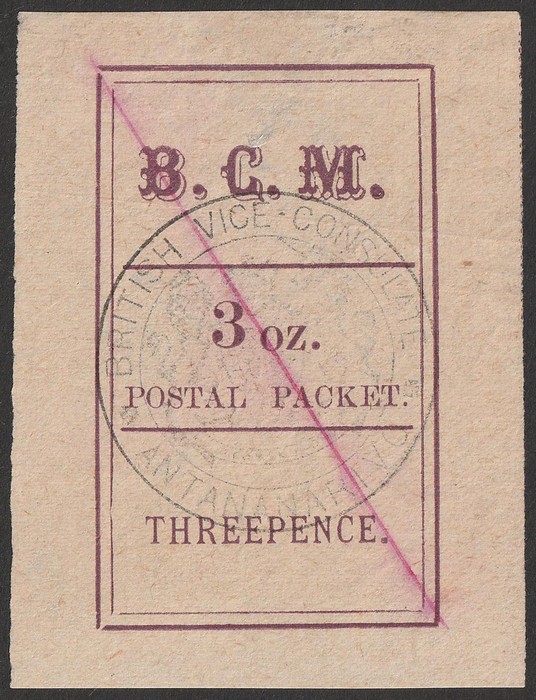 B. C. M.
BRITISH VICE-CONSULATE
3 oz.
POSTAL PACKET.
ANTANANARIVO
THREEPENCE.